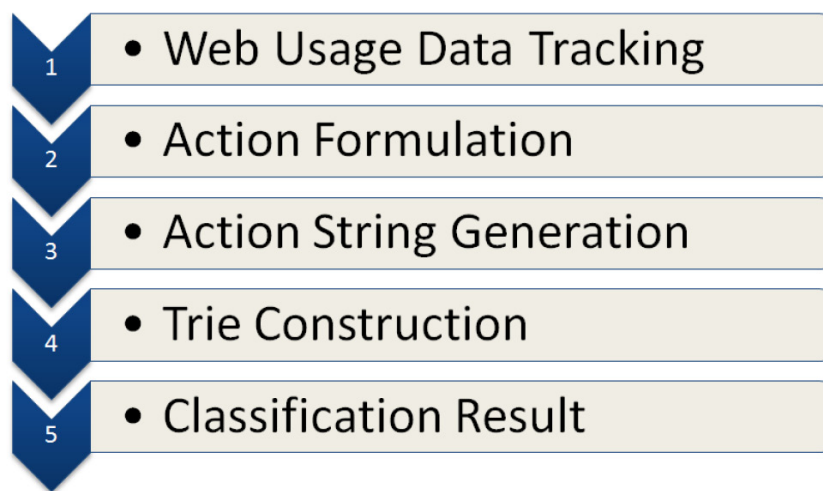 1 • Web Usage Data Tracking
2 • Action Formulation
3 • Action String Generation
4 • Trie Construction
5 • Classification Result